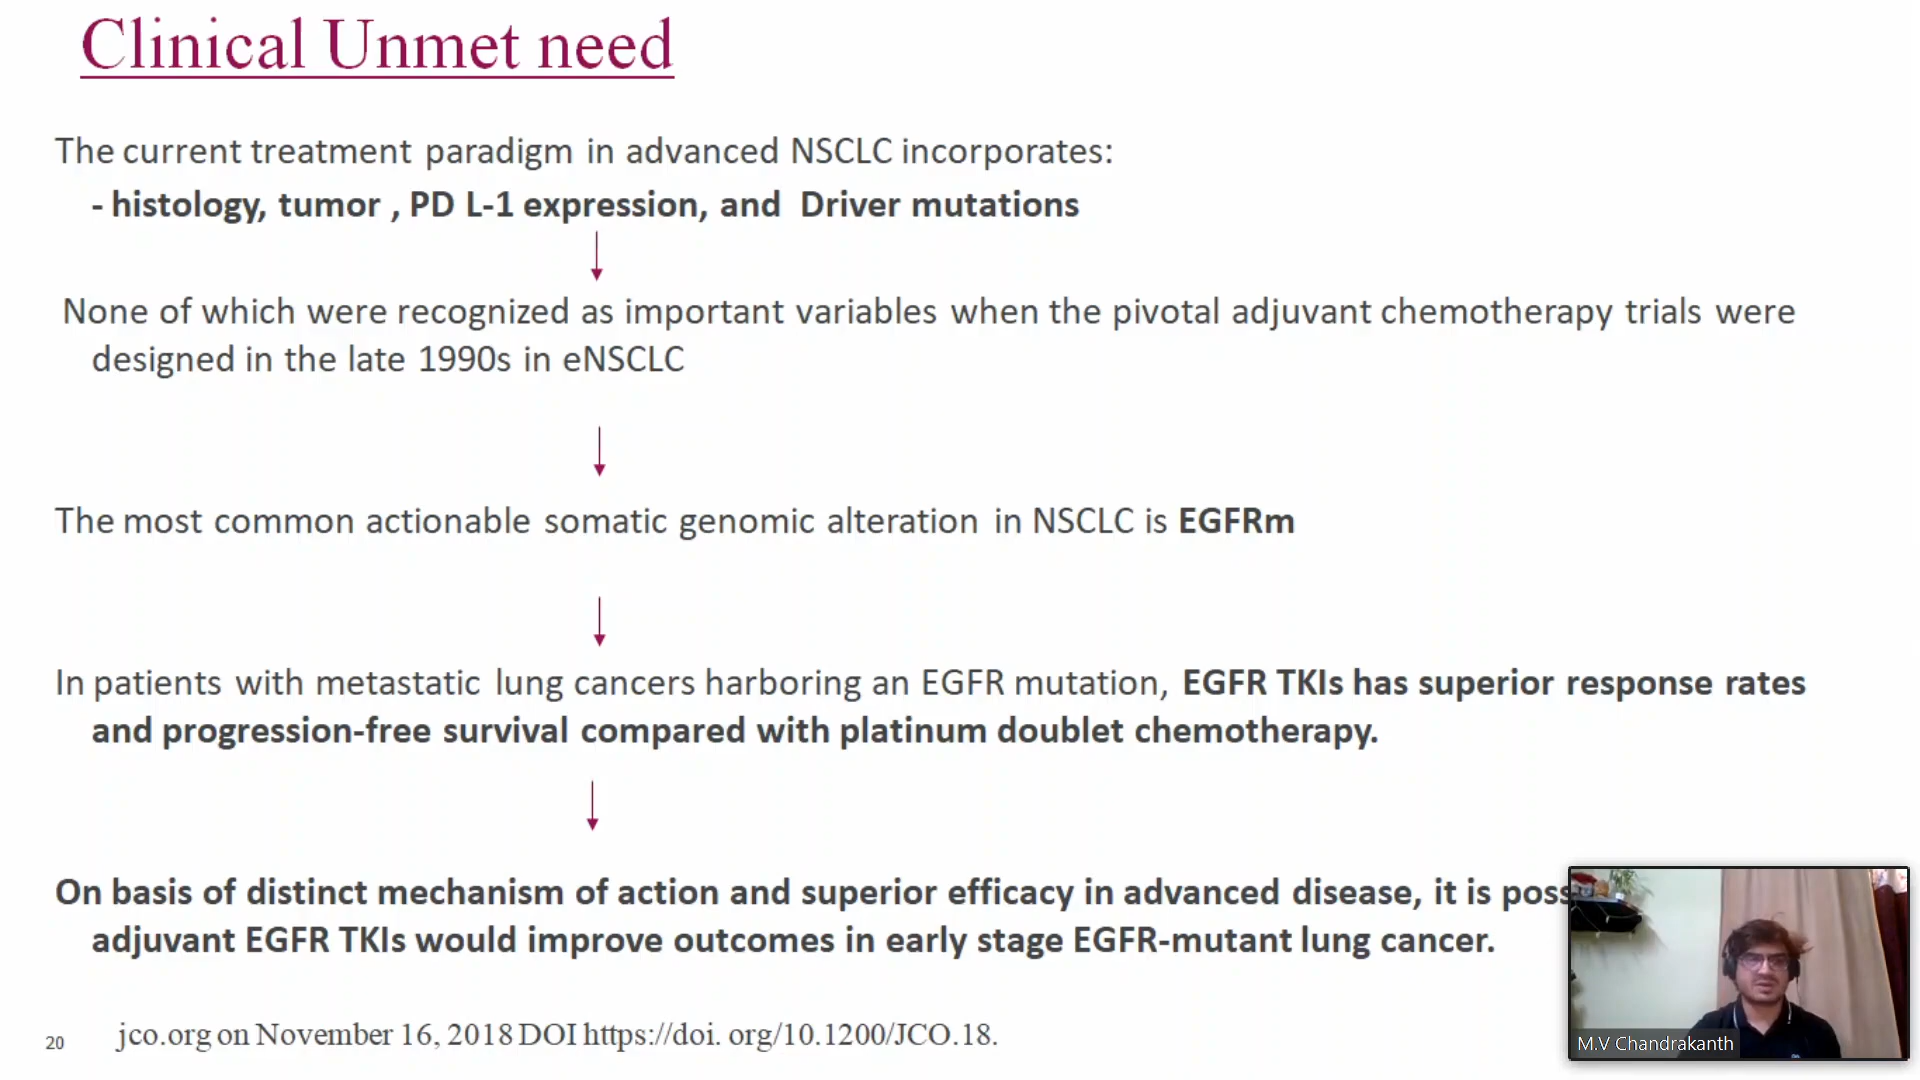 Clinical Unmet need
The current treatment paradigm in advanced NSCLC incorporates:
- histology, tumor , PD L-1 expression, and Driver mutations
None of which were recognized as important variables when the pivotal adjuvant chemotherapy trials were
designed in the late 1990s in eNSCLC
The most common actionable somatic genomic alteration in NSCLC is EGFRm
In patients with metastatic lung cancers harboring an EGFR mutation, EGFR TKIs has superior response rates
and progression-free survival compared with platinum doublet chemotherapy.
On basis of distinct mechanism of action and superior efficacy in advanced disease, it is poss
adjuvant EGFR TKIs would improve outcomes in early stage EGFR-mutant lung cancer.
20 jco.org on November 16, 2018 DOI https://doi. org/10.1200/JCO.18.
M.V Chandrakanth